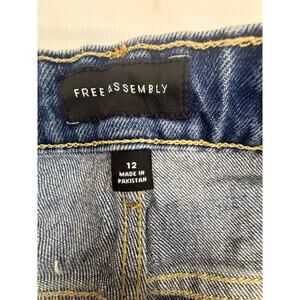 FREE ASSEMBLY
12
MADE IN
PAKISTAN